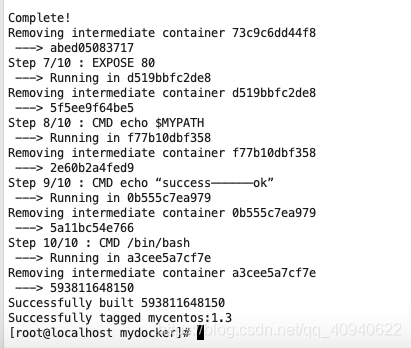 Complete!
Removing intermediate container 73c9c6dd44f8
---> abed05083717
Step 7/10 : EXPOSE 80
---> Running in d519bbfc2de8
Removing intermediate container d519bbfc2de8
---> 5f5ee9f64be5
Step 8/10 : CMD echo $MYPATH
---> Running in f77b10dbf358
Removing intermediate container f77b10dbf358
---> 2e60b2a4fed9
Step 9/10 : CMD echo “success——————ok”
---> Running in 0b555c7ea979
Removing intermediate container 0b555c7ea979
---> 5a11bc54e766
Step 10/10 : CMD /bin/bash
---> Running in a3cee5a7cf7e
Removing intermediate container a3cee5a7cf7e
---> 593811648150
Successfully built 593811648150
Successfully tagged mycentos:1.3
[root@localhost mydocker]#
blog.csdn.net/qq_40940622